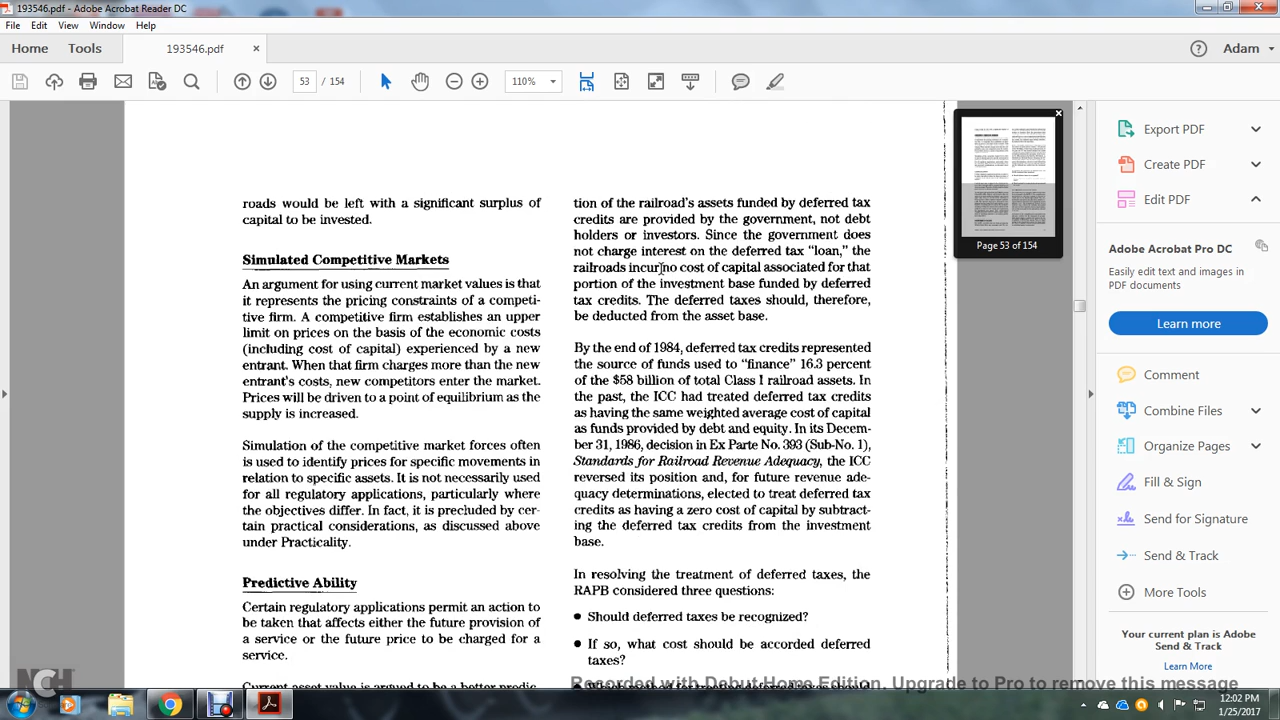 193546.pdf - Adobe Acrobat Reader DC
File Edit View Window Help
Home Tools 193546.pdf × Adam
53 / 154 110%
roads would be left with a significant surplus of
capital to be invested.
Simulated Competitive Markets
An argument for using current market values is that
it represents the pricing constraints of a competi-
tive firm. A competitive firm establishes an upper
limit on prices on the basis of the economic costs
(including cost of capital) experienced by a new
entrant. When that firm charges more than the new
entrant's costs, new competitors enter the market.
Prices will be driven to a point of equilibrium as the
supply is increased.
Simulation of the competitive market forces often
is used to identify prices for specific movements in
relation to specific assets. It is not necessarily used
for all regulatory applications, particularly where
the objectives differ. In fact, it is precluded by cer-
tain practical considerations, as discussed above
under Practicality.
Predictive Ability
Certain regulatory applications permit an action to
be taken that affects either the future provision of
a service or the future price to be charged for a
service.
Current asset value is argued to be a better predic-
tion of the railroad's assets funded by deferred tax
credits are provided by the government, not debt
holders or investors. Since the government does
not charge interest on the deferred tax "loan," the
railroads incur no cost of capital associated for that
portion of the investment base funded by deferred
tax credits. The deferred taxes should, therefore,
be deducted from the asset base.
By the end of 1984, deferred tax credits represented
the source of funds used to "finance" 16.3 percent
of the $58 billion of total Class I railroad assets. In
the past, the ICC had treated deferred tax credits
as having the same weighted average cost of capital
as funds provided by debt and equity. In its Decem-
ber 31, 1986, decision in Ex Parte No. 393 (Sub-No. 1),
Standards for Railroad Revenue Adequacy, the ICC
reversed its position and, for future revenue ade-
quacy determinations, elected to treat deferred tax
credits as having a zero cost of capital by subtract-
ing the deferred tax credits from the investment
base.
In resolving the treatment of deferred taxes, the
RAPB considered three questions:
● Should deferred taxes be recognized?
● If so, what cost should be accorded deferred
taxes?
Page 53 of 154
Export PDF
Create PDF
Edit PDF
Adobe Acrobat Pro DC
Easily edit text and images in
PDF documents
Learn more
Comment
Combine Files
Organize Pages
Fill & Sign
Send for Signature
Send & Track
More Tools
Your current plan is Adobe
Send & Track
Learn More
NCH
Recorded with Debut Home Edition. Upgrade to Pro to remove this message
12:02 PM
1/25/2017